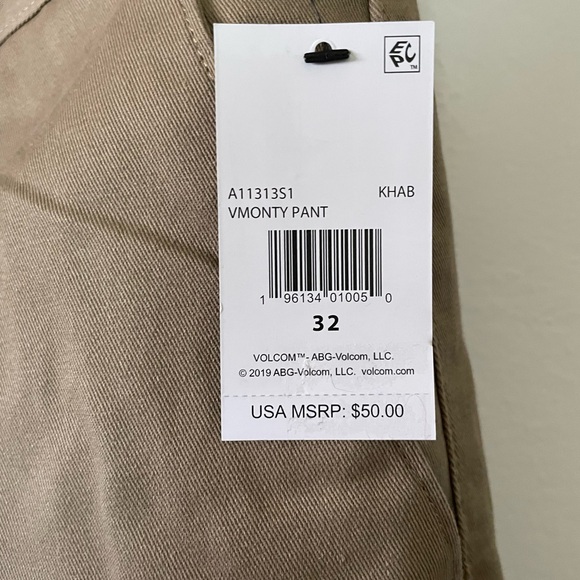 EPC™
A11313S1 KHAB
VMONTY PANT
1 96134 01005 0
32
VOLCOM™- ABG-Volcom, LLC.
© 2019 ABG-Volcom, LLC. volcom.com
USA MSRP: $50.00